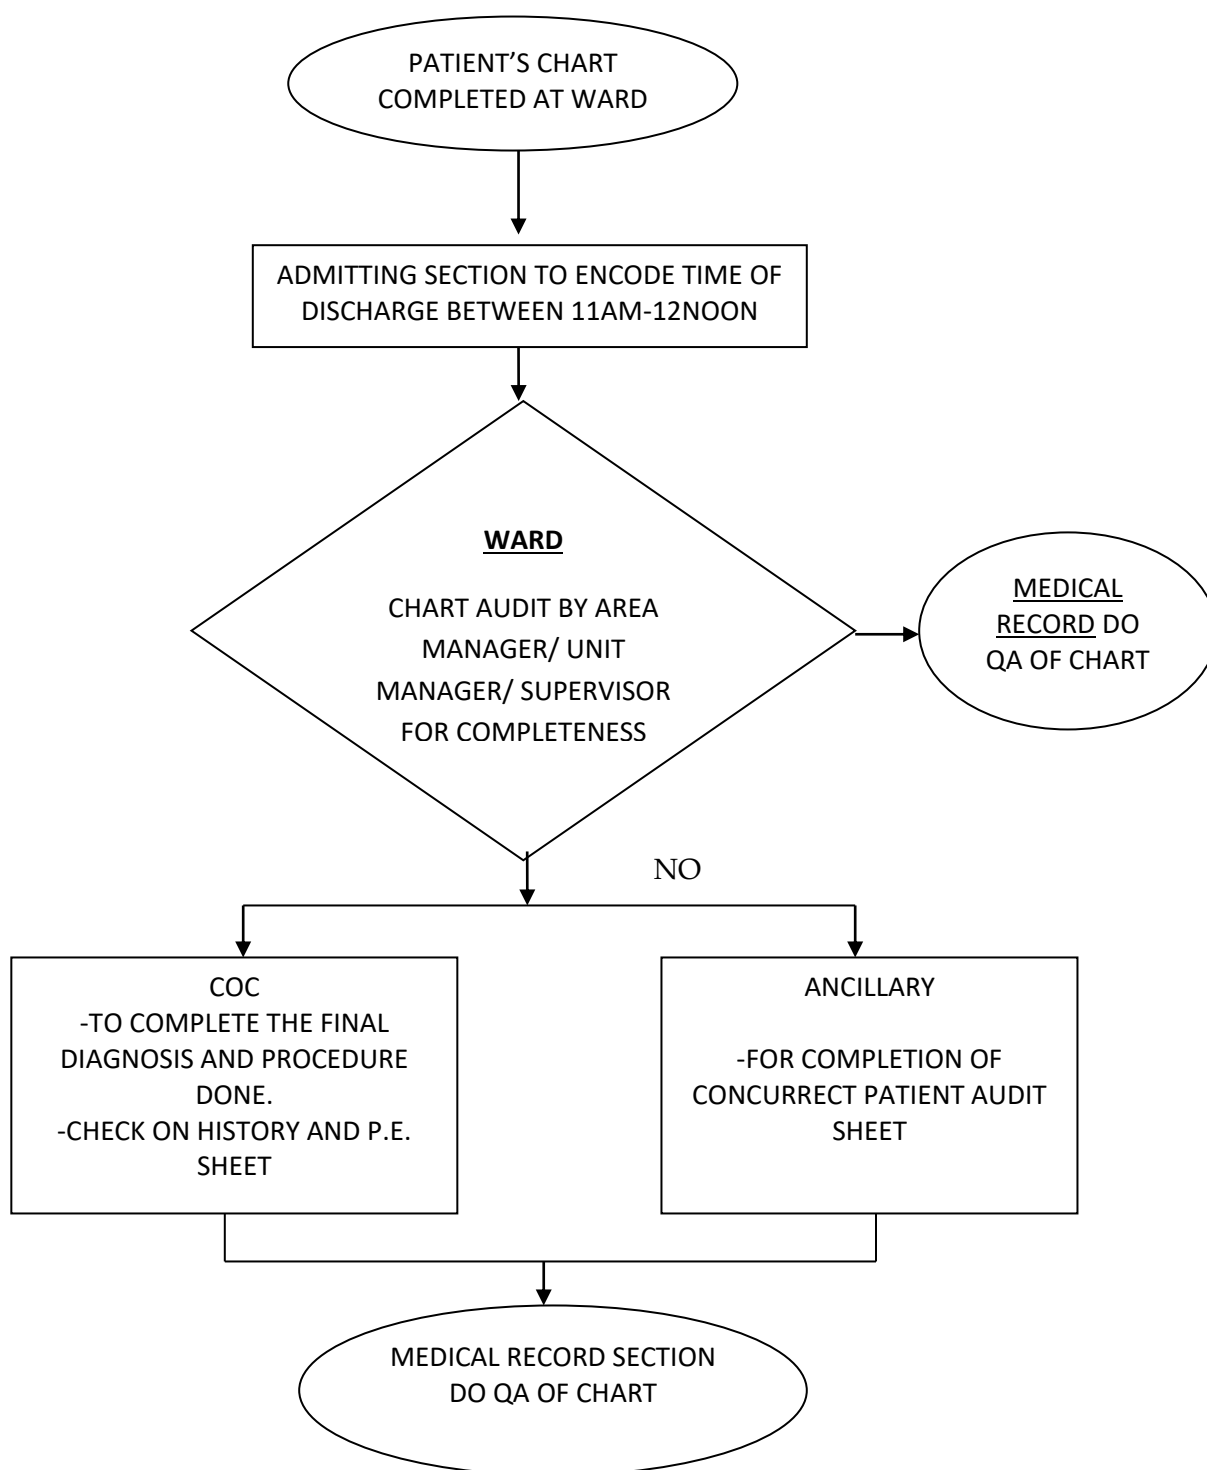 PATIENT’S CHART
COMPLETED AT WARD
ADMITTING SECTION TO ENCODE TIME OF
DISCHARGE BETWEEN 11AM-12NOON
WARD
CHART AUDIT BY AREA
MANAGER/ UNIT
MANAGER/ SUPERVISOR
FOR COMPLETENESS
MEDICAL
RECORD DO
QA OF CHART
NO
COC
-TO COMPLETE THE FINAL
DIAGNOSIS AND PROCEDURE
DONE.
-CHECK ON HISTORY AND P.E.
SHEET
ANCILLARY
-FOR COMPLETION OF
CONCURRECT PATIENT AUDIT
SHEET
MEDICAL RECORD SECTION
DO QA OF CHART